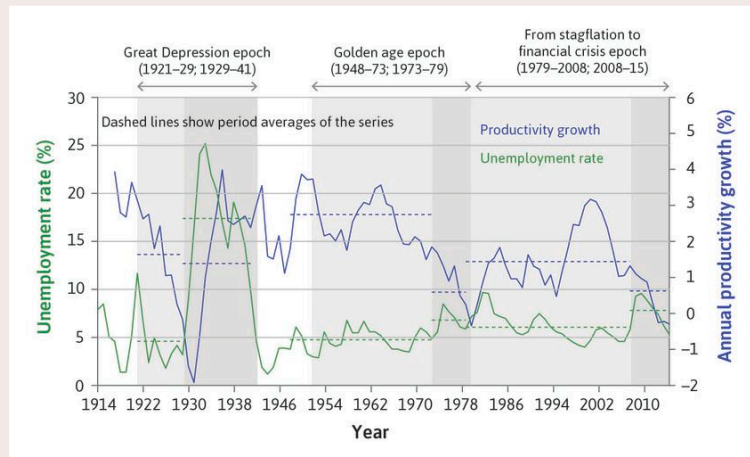 Great Depression epoch
(1921–29; 1929–41)
Golden age epoch
(1948–73; 1973–79)
From stagflation to
financial crisis epoch
(1979–2008; 2008–15)
Dashed lines show period averages of the series
Productivity growth
Unemployment rate
Unemployment rate (%)
30
25
20
15
10
5
0
Annual productivity growth (%)
6
5
4
3
2
1
0
–1
–2
1914 1922 1930 1938 1946 1954 1962 1970 1978 1986 1994 2002 2010
Year